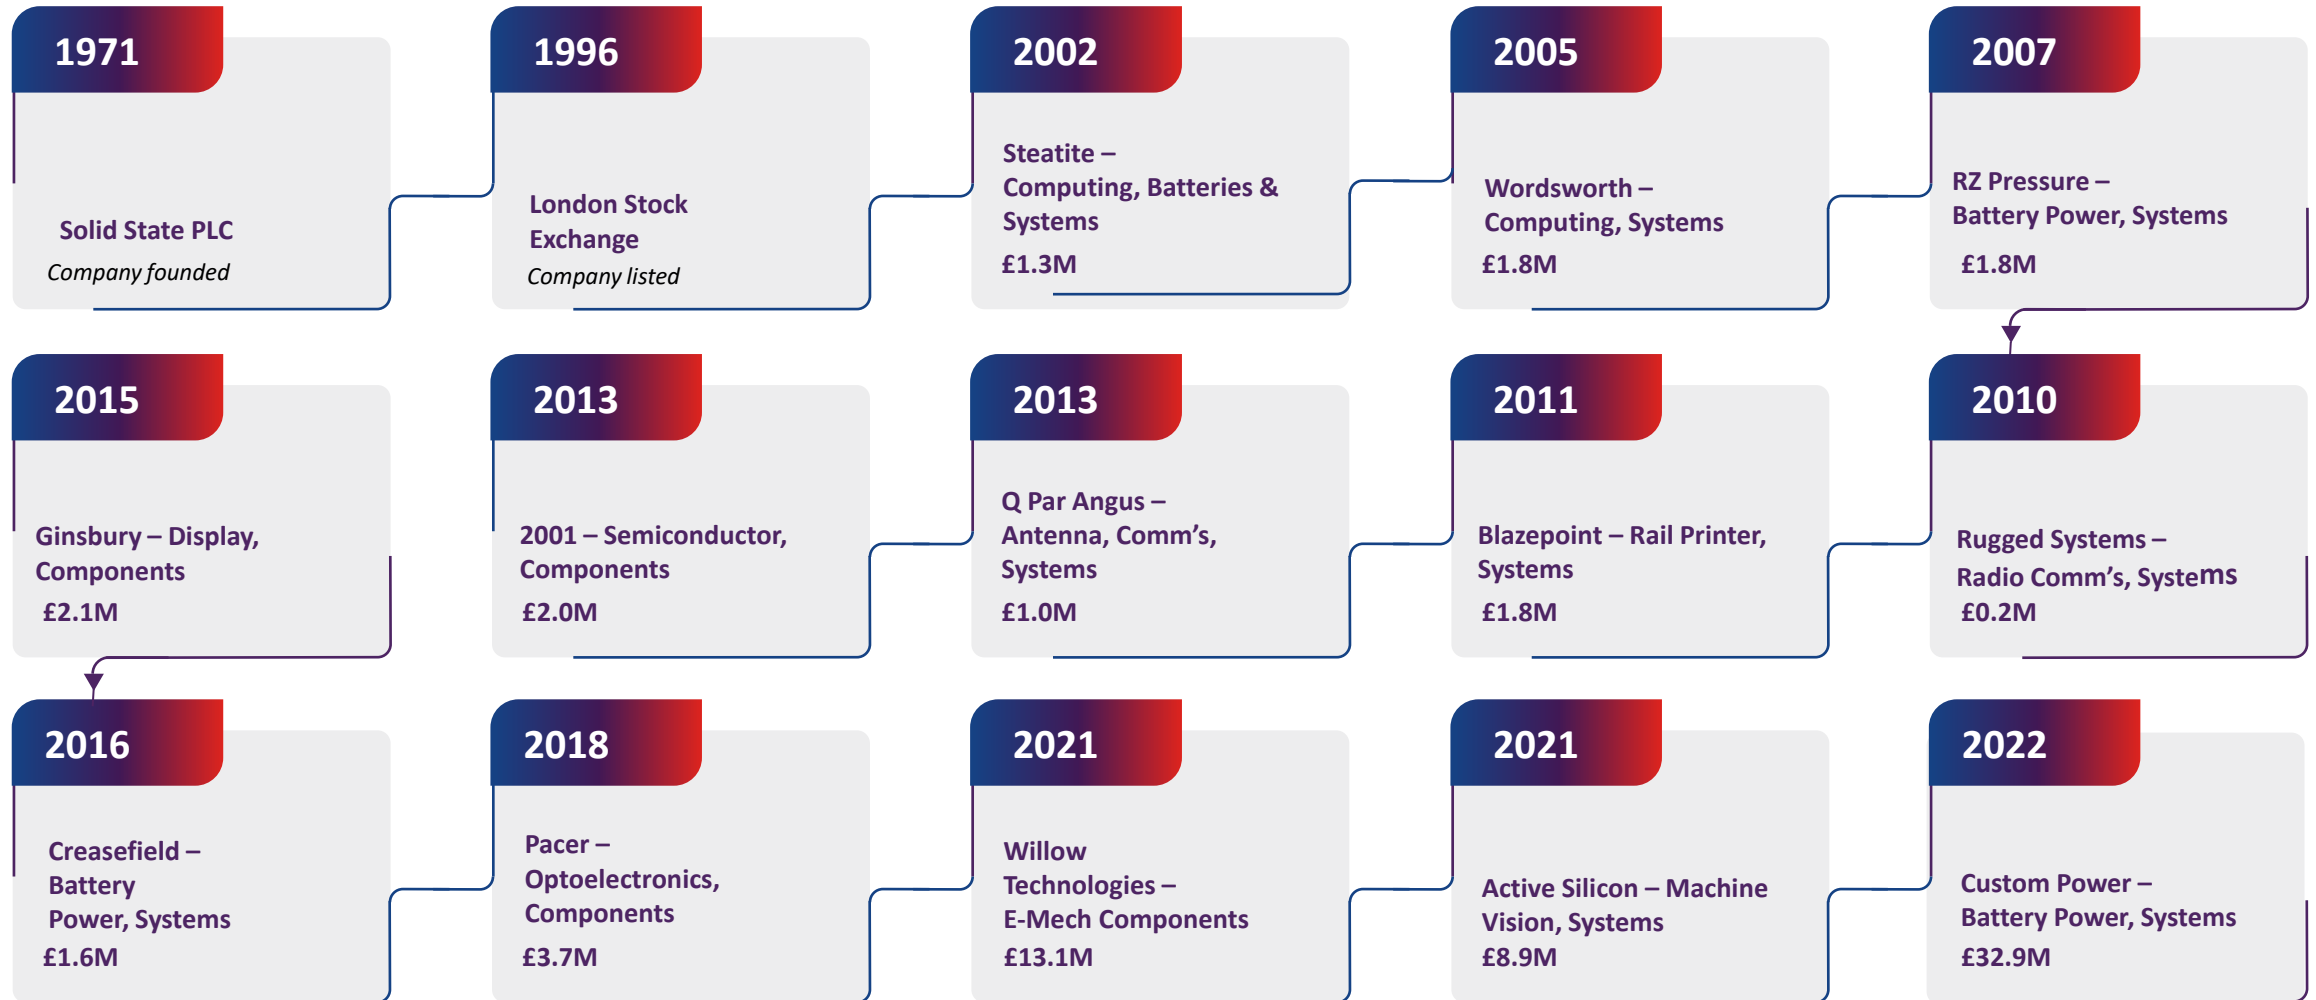 1971
Solid State PLC
Company founded
1996
London Stock
Exchange
Company listed
2002
Steatite –
Computing, Batteries &
Systems
£1.3M
2005
Wordsworth –
Computing, Systems
£1.8M
2007
RZ Pressure –
Battery Power, Systems
£1.8M
2015
Ginsbury – Display,
Components
£2.1M
2013
2001 – Semiconductor,
Components
£2.0M
2013
Q Par Angus –
Antenna, Comm’s,
Systems
£1.0M
2011
Blazepoint – Rail Printer,
Systems
£1.8M
2010
Rugged Systems –
Radio Comm’s, Systems
£0.2M
2016
Creasefield –
Battery
Power, Systems
£1.6M
2018
Pacer –
Optoelectronics,
Components
£3.7M
2021
Willow
Technologies –
E-Mech Components
£13.1M
2021
Active Silicon – Machine
Vision, Systems
£8.9M
2022
Custom Power –
Battery Power, Systems
£32.9M